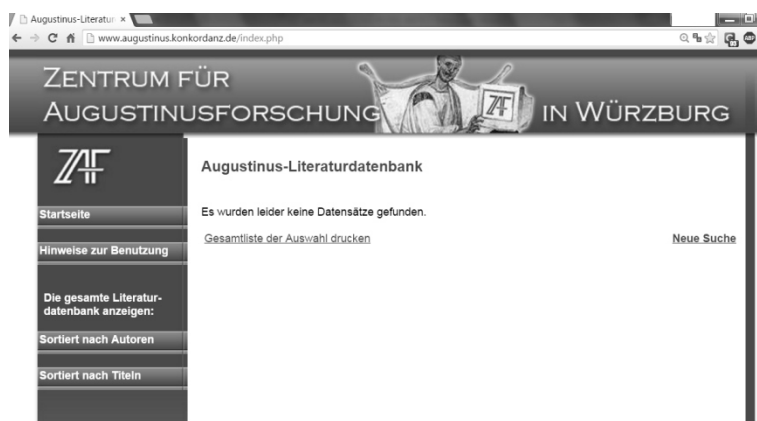 Augustinus-Literatur
www.augustinus.konkordanz.de/index.php
ZENTRUM FÜR
AUGUSTINUSFORSCHUNG IN WÜRZBURG
ZAF
ZAF
Augustinus-Literaturdatenbank
Startseite
Es wurden leider keine Datensätze gefunden.
Gesamtliste der Auswahl drucken
Neue Suche
Hinweise zur Benutzung
Die gesamte Literatur-
datenbank anzeigen:
Sortiert nach Autoren
Sortiert nach Titeln